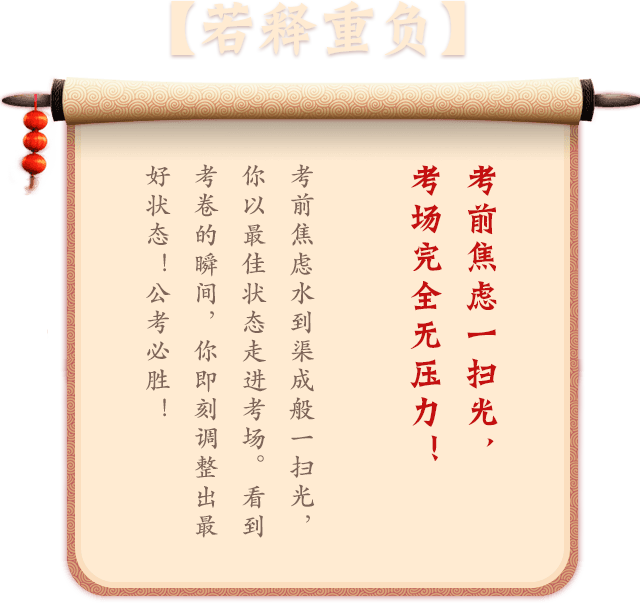 【若释重负】
考前焦虑一扫光，
考场完全无压力！
考前焦虑水到渠成般一扫光，
你以最佳状态走进考场。看到
考卷的瞬间，你即刻调整出最
好状态！公考必胜！